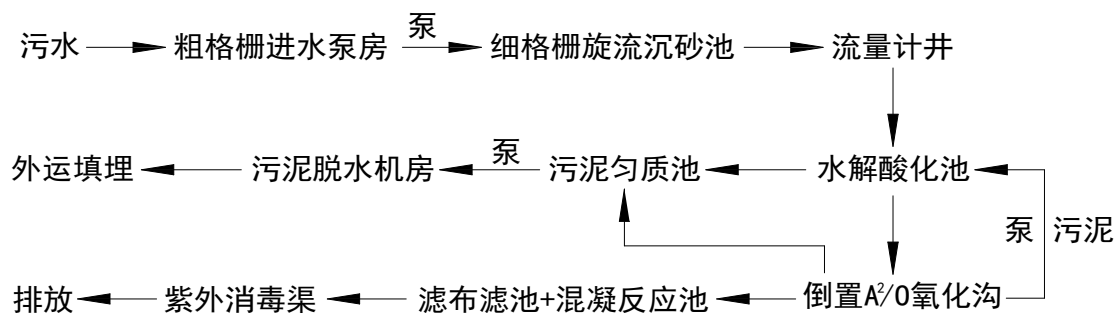 污水 粗格栅进水泵房 泵 细格栅旋流沉砂池 流量计井
外运填埋 污泥脱水机房 泵 污泥匀质池 水解酸化池
泵 污泥
排放 紫外消毒渠 滤布滤池+混凝反应池 倒置A²/O氧化沟